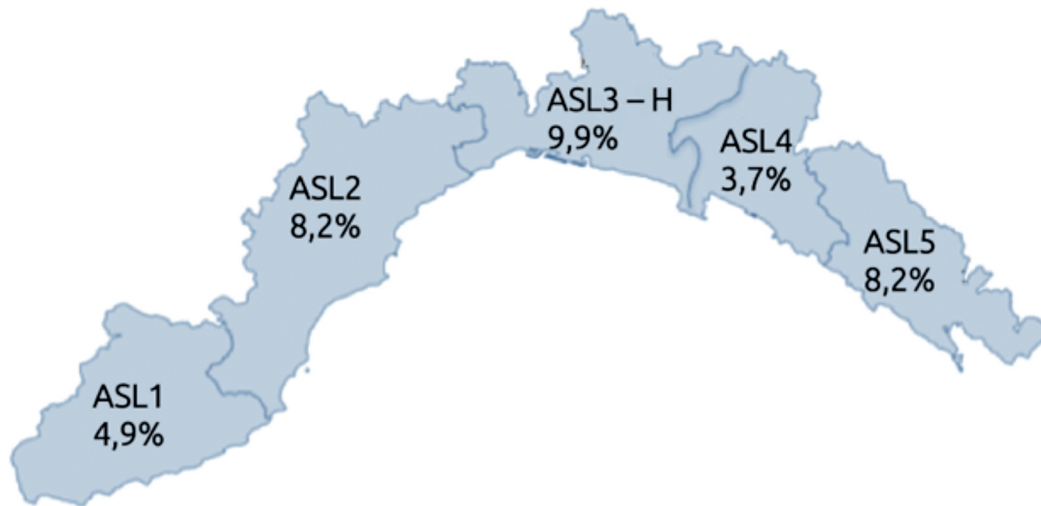 ASL1
4,9%
ASL2
8,2%
ASL3 – H
9,9%
ASL4
3,7%
ASL5
8,2%